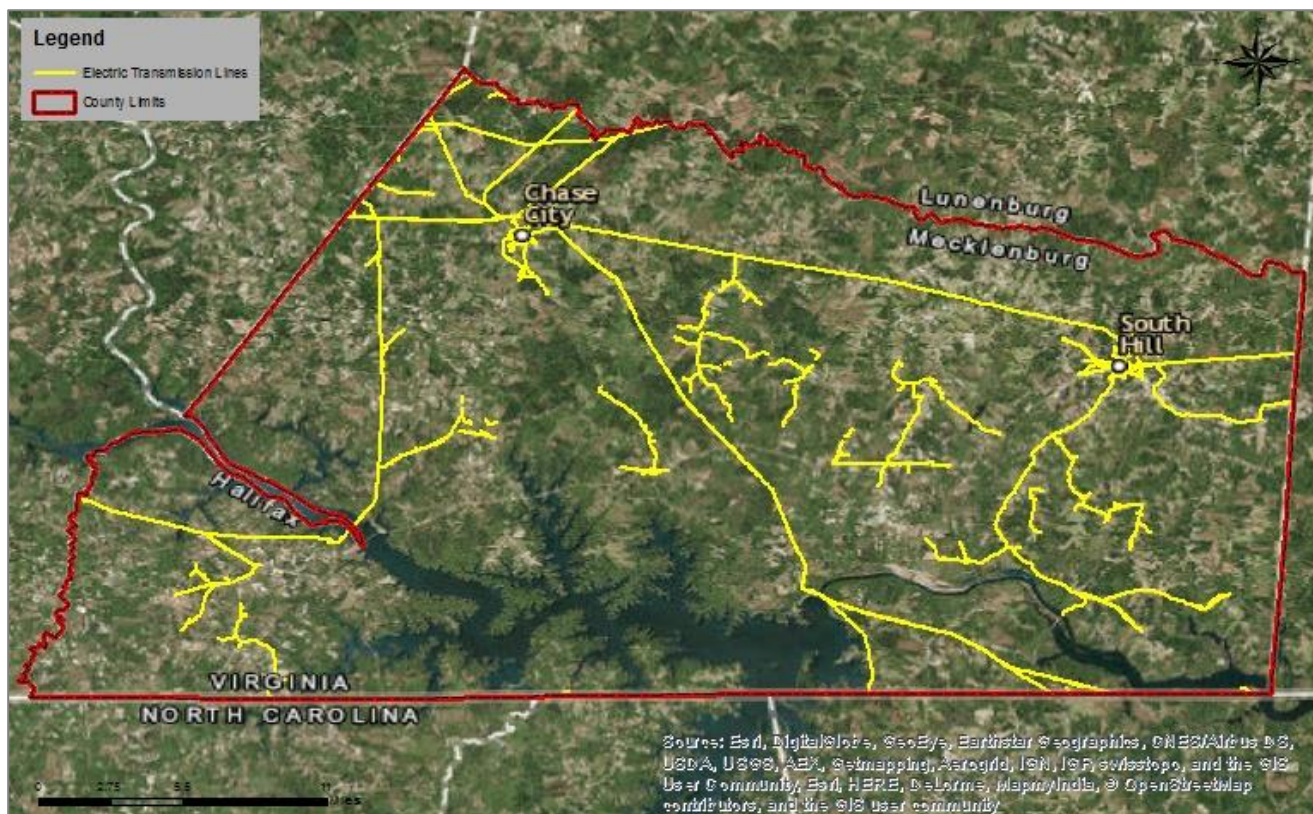 Legend
Electric Transmission Lines
County Limits
Chase
City
Lunenburg
Mecklenburg
South
Hill
Halifax
VIRGINIA
NORTH CAROLINA
Source: Esri, DigitalGlobe, GeoEye, Earthstar Geographics, CNES/Airbus DS,
USDA, USGS, AEX, Getmapping, Aerogrid, IGN, IGP, swisstopo, and the GIS
User Community, Esri, HERE, DeLorme, MapmyIndia, © OpenStreetMap
contributors, and the GIS user community
0 2.75 5.5 11
Miles